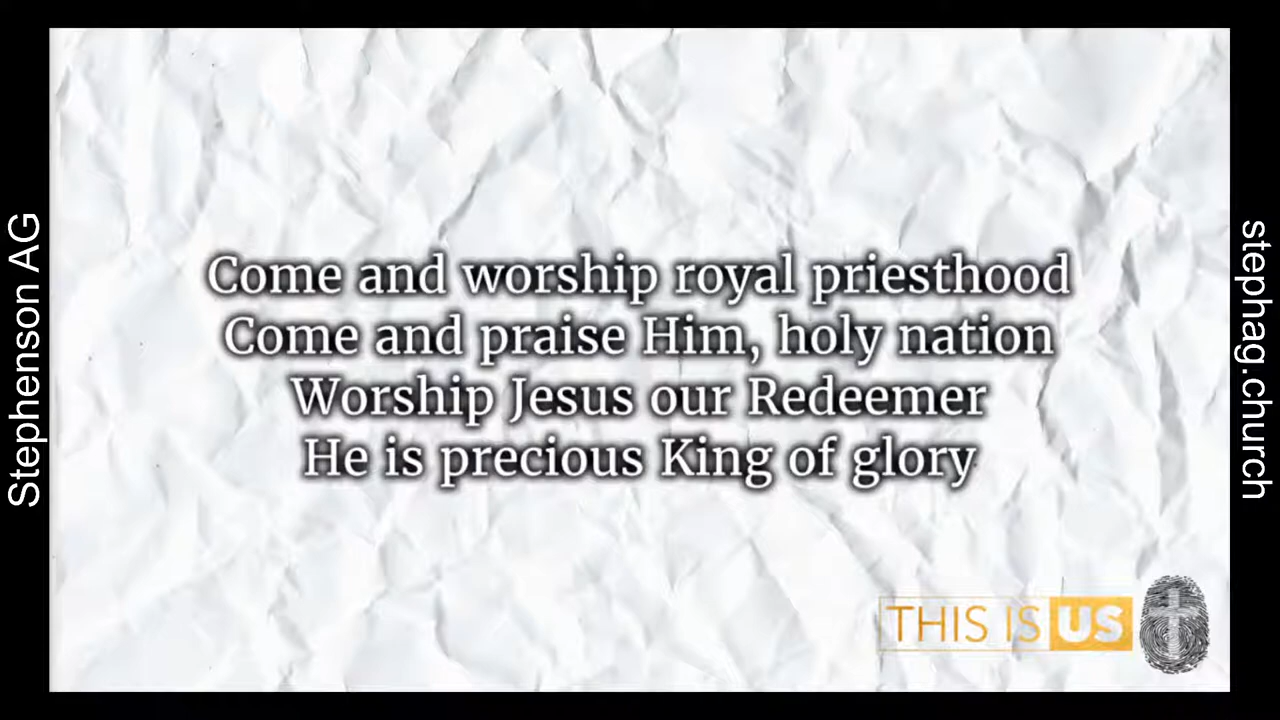 Stephenson AG
Come and worship royal priesthood
Come and praise Him, holy nation
Worship Jesus our Redeemer
He is precious King of glory
THIS IS US
stephag.church